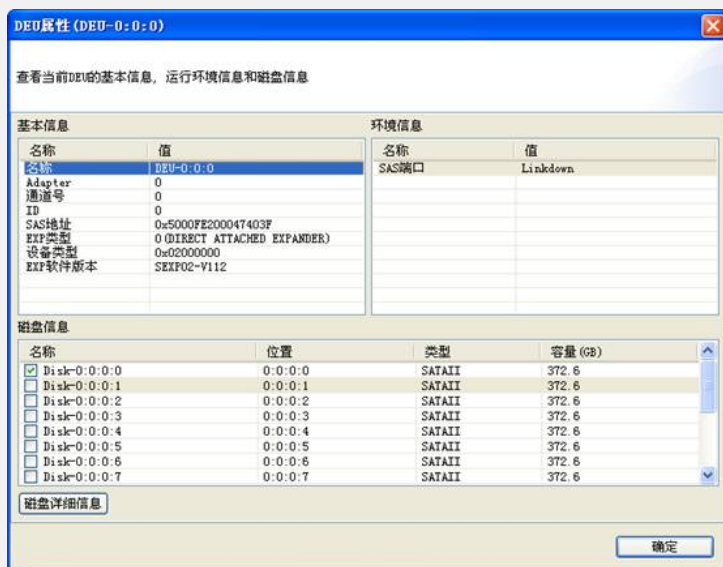 DEU属性(DEU-0:0:0)
查看当前DEU的基本信息, 运行环境信息和磁盘信息
基本信息
名称 值
名称 DEU-0:0:0
Adapter 0
通道号 0
ID 0
SAS地址 0x5000FE200047403F
EXP类型 0(DIRECT ATTACHED EXPANDER)
设备类型 0x02000000
EXP软件版本 SEXP02-V112
环境信息
名称 值
SAS端口 Linkdown
磁盘信息
名称 位置 类型 容量(GB)
Disk-0:0:0:0 0:0:0:0 SATAII 372.6
Disk-0:0:0:1 0:0:0:1 SATAII 372.6
Disk-0:0:0:2 0:0:0:2 SATAII 372.6
Disk-0:0:0:3 0:0:0:3 SATAII 372.6
Disk-0:0:0:4 0:0:0:4 SATAII 372.6
Disk-0:0:0:5 0:0:0:5 SATAII 372.6
Disk-0:0:0:6 0:0:0:6 SATAII 372.6
Disk-0:0:0:7 0:0:0:7 SATAII 372.6
磁盘详细信息
确定